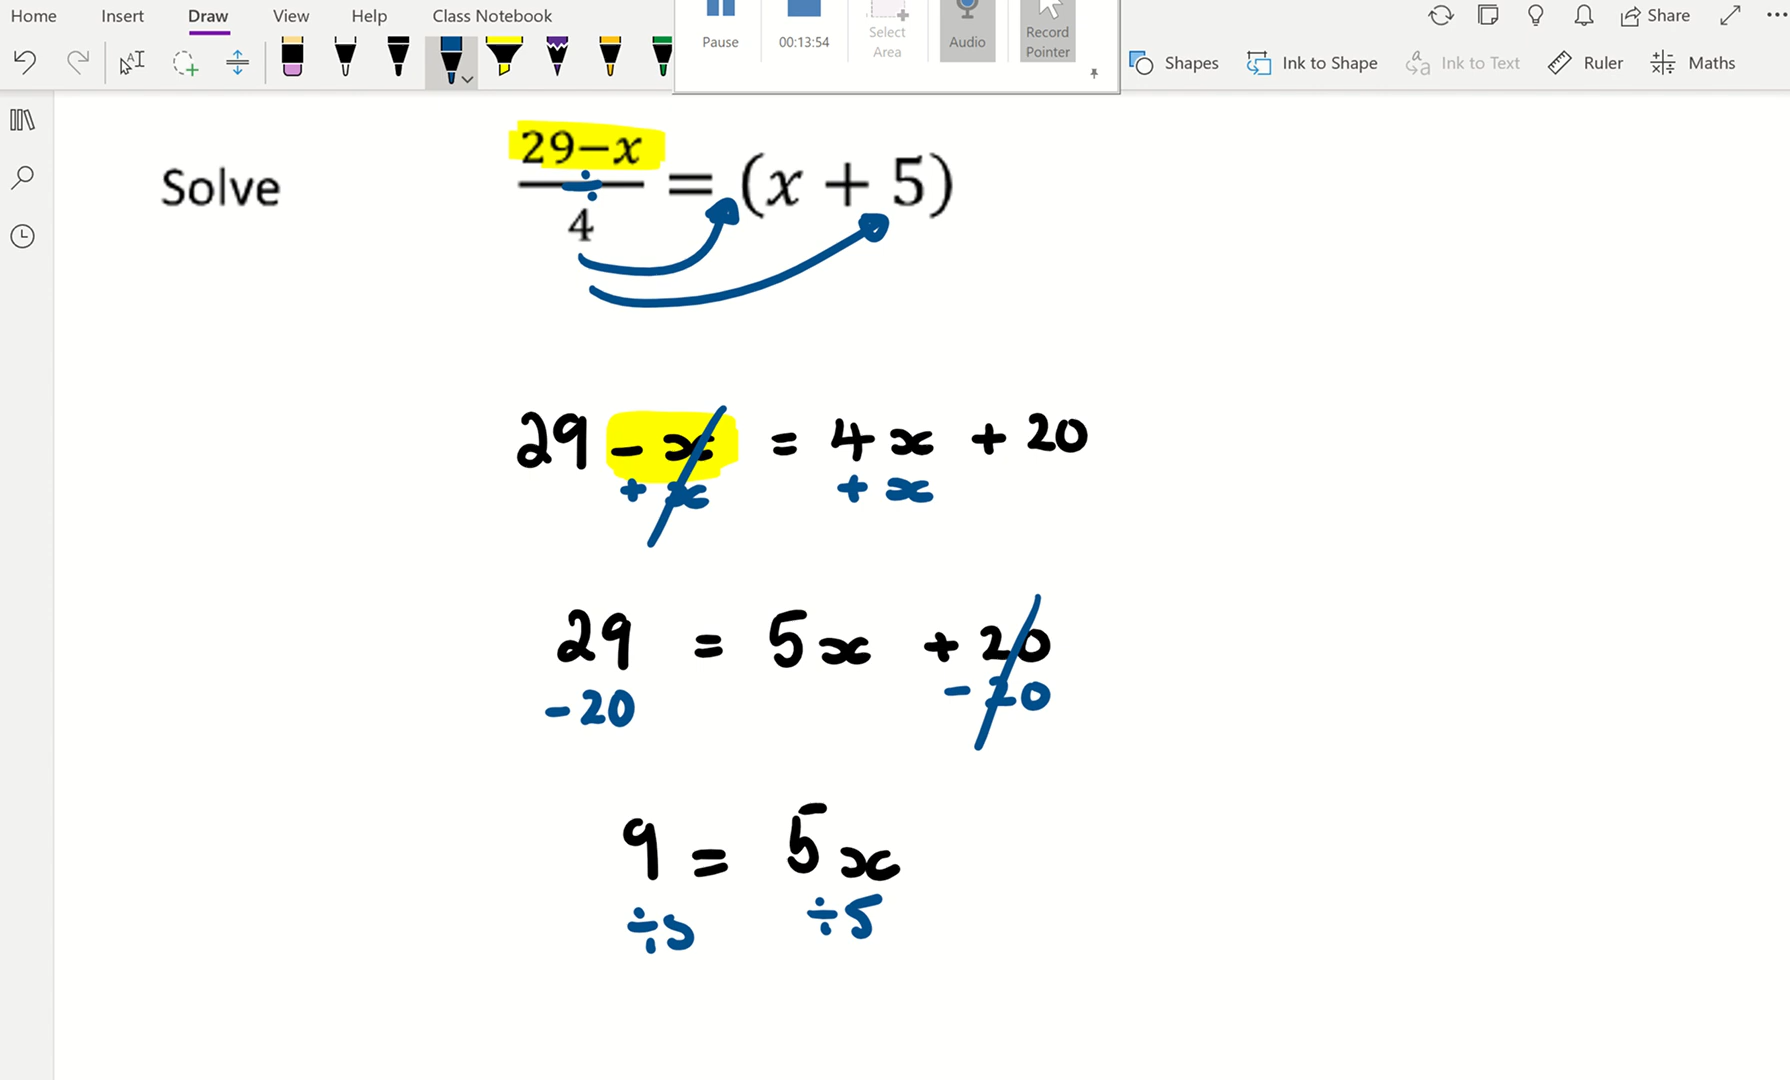 Home Insert Draw View Help Class Notebook Share
Pause 00:13:54 Select Area Audio Record Pointer
Shapes Ink to Shape Ink to Text Ruler Maths
Solve (29−x)/4 = (x + 5)
÷
29 − x = 4x + 20
+ x + x
29 = 5x + 20
− 20 − 20
9 = 5x
÷5 ÷5